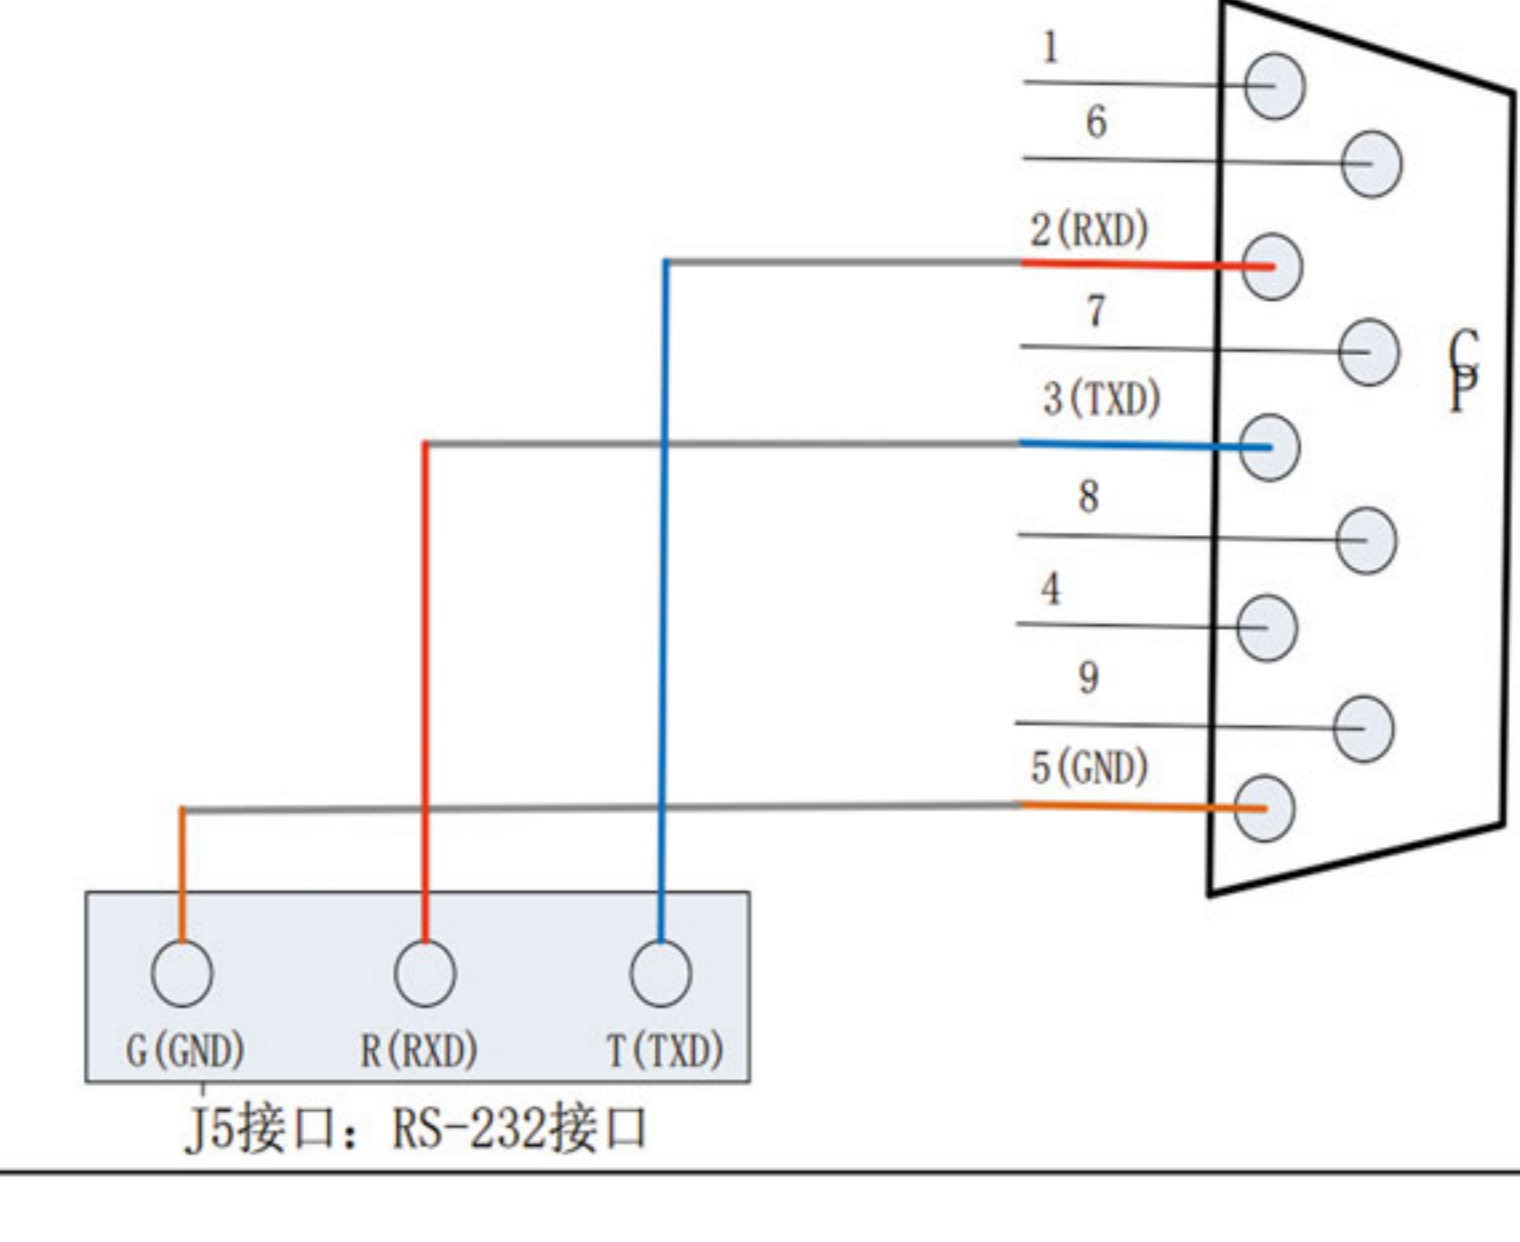 1
6
2(RXD)
7
3(TXD)
8
4
9
5(GND)
C
P
G(GND) R(RXD) T(TXD)
J5接口：RS-232接口